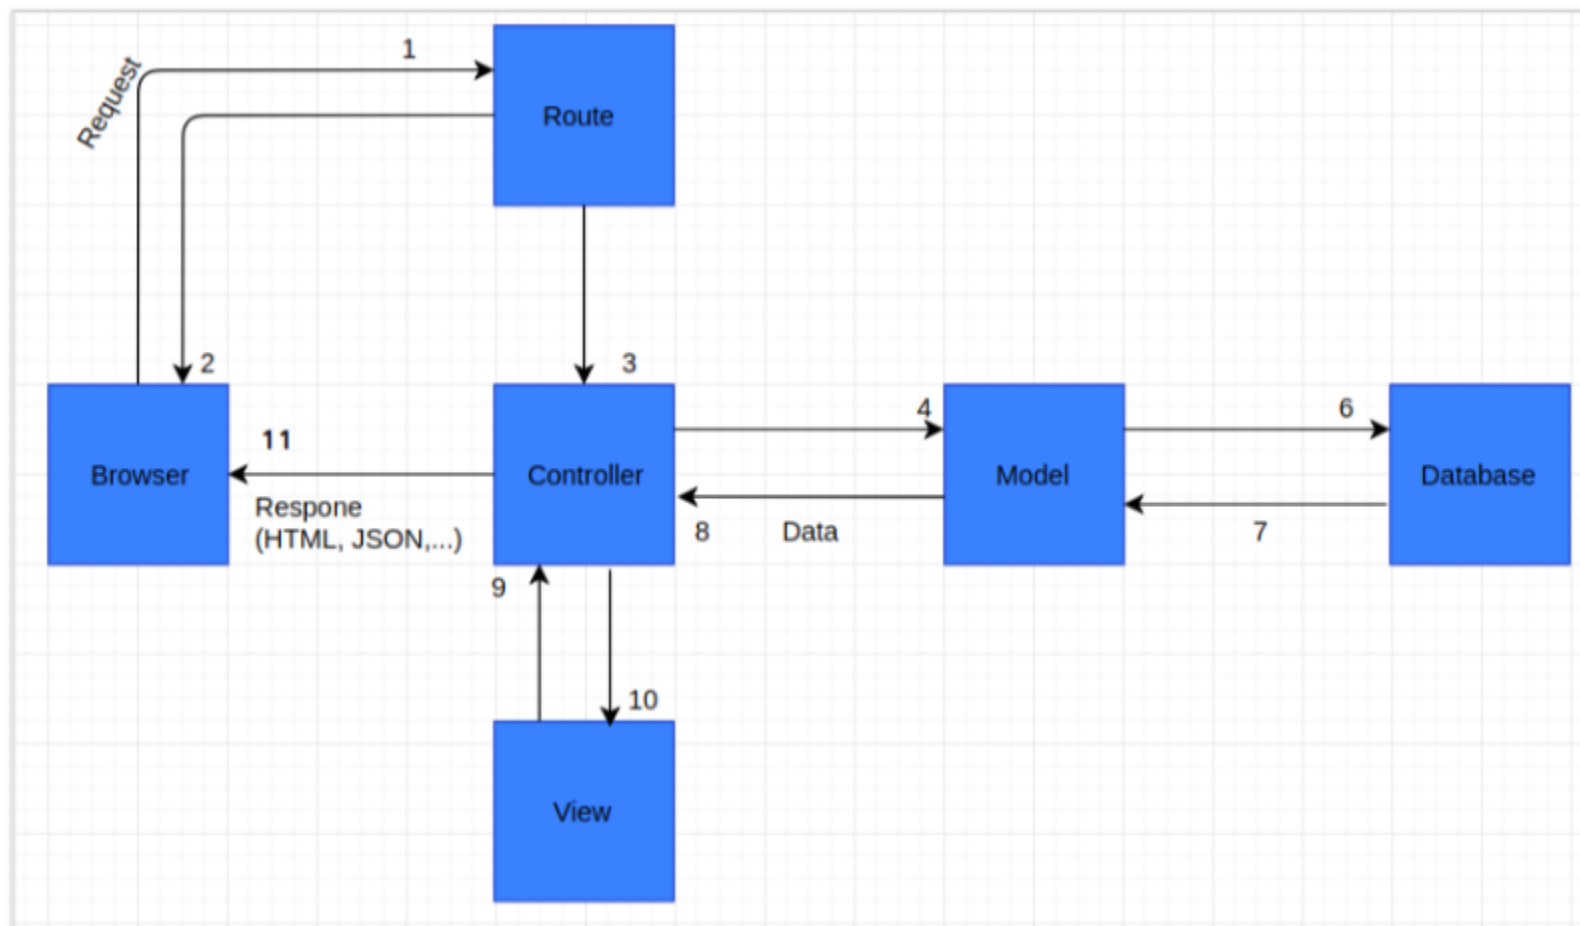 1
Request
Route
2
3
4
6
11
Browser
Controller
Model
Database
Respone
(HTML, JSON,...)
8
Data
7
9
10
View